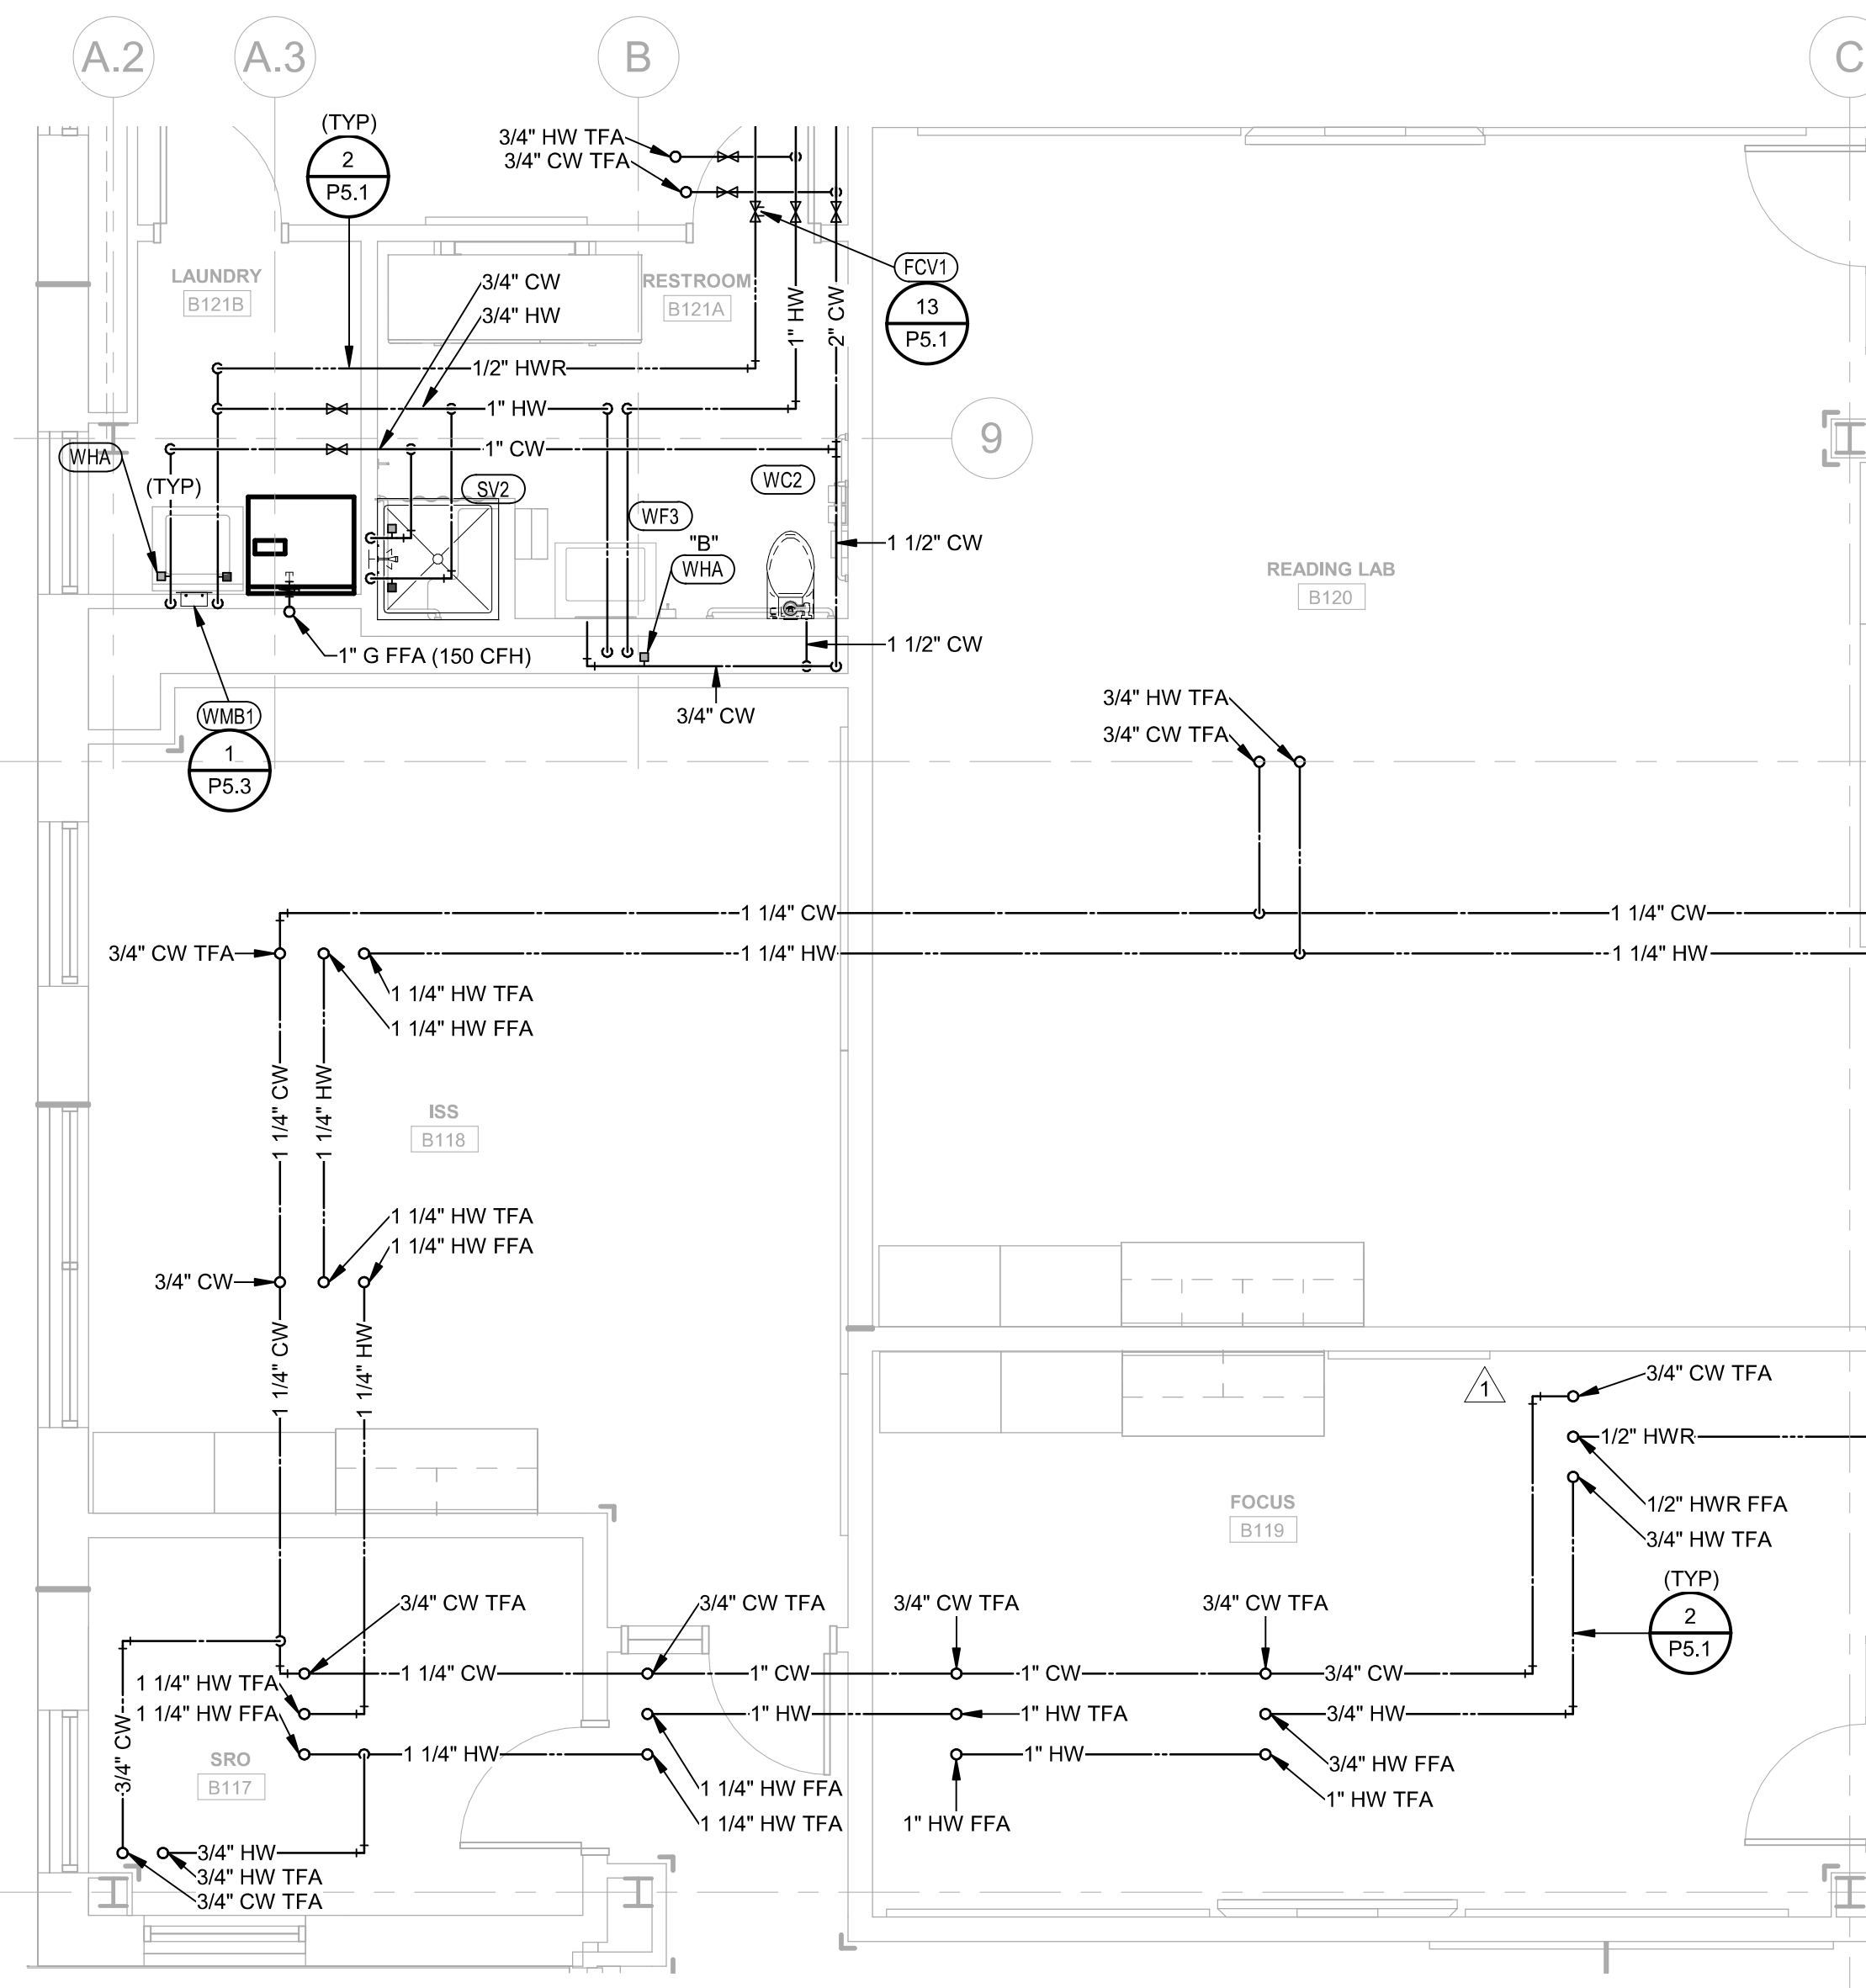 A.2
A.3
B
C
(TYP)
2
P5.1
3/4" HW TFA
3/4" CW TFA
LAUNDRY
B121B
3/4" CW
3/4" HW
RESTROOM
B121A
1" HW
2" CW
FCV1
13
P5.1
1/2" HWR
1" HW
1" CW
9
WHA
(TYP)
SV2
WC2
WF3
"B"
WHA
1 1/2" CW
READING LAB
B120
1" G FFA (150 CFH)
1 1/2" CW
WMB1
1
P5.3
3/4" CW
3/4" HW TFA
3/4" CW TFA
1 1/4" CW
1 1/4" CW
3/4" CW TFA
1 1/4" HW
1 1/4" HW
1 1/4" HW TFA
1 1/4" HW FFA
1 1/4" CW
1 1/4" HW
ISS
B118
1 1/4" HW TFA
1 1/4" HW FFA
3/4" CW
1 1/4" CW
1 1/4" HW
1
3/4" CW TFA
1/2" HWR
1/2" HWR FFA
3/4" HW TFA
FOCUS
B119
(TYP)
2
P5.1
3/4" CW TFA
3/4" CW TFA
3/4" CW TFA
3/4" CW TFA
1 1/4" CW
1" CW
1" CW
3/4" CW
1 1/4" HW TFA
1 1/4" HW FFA
1" HW
1" HW TFA
3/4" HW
3/4" CW
SRO
B117
1 1/4" HW
1" HW
3/4" HW FFA
1 1/4" HW FFA
1" HW TFA
1 1/4" HW TFA
1" HW FFA
3/4" HW
3/4" HW TFA
3/4" CW TFA